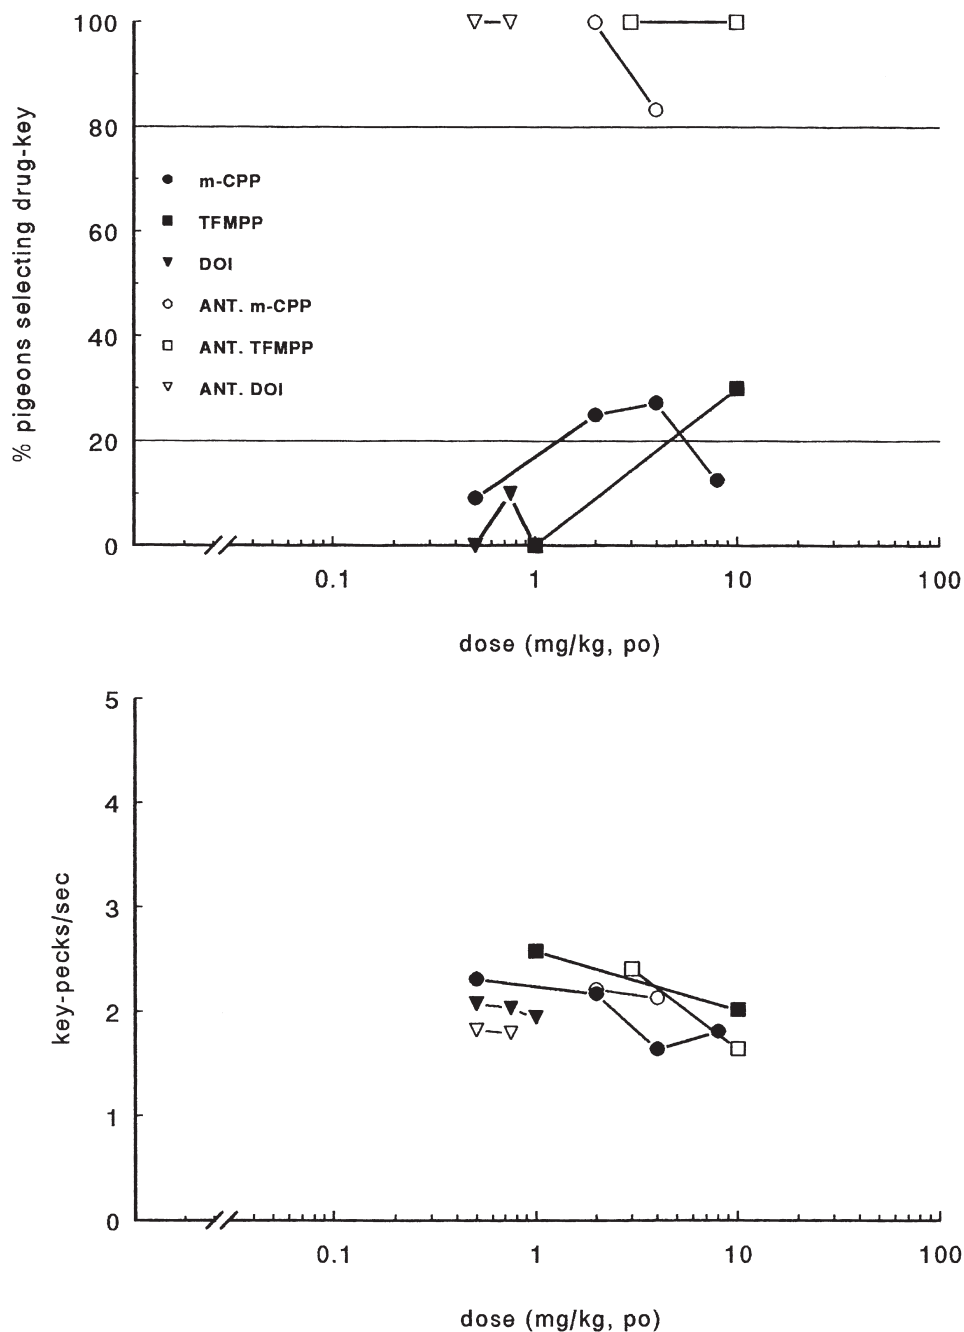 100
80
60
40
20
0
% pigeons selecting drug-key
m-CPP
TFMPP
DOI
ANT. m-CPP
ANT. TFMPP
ANT. DOI
0.1 1 10 100
dose (mg/kg, po)
5
4
3
2
1
0
key-pecks/sec
0.1 1 10 100
dose (mg/kg, po)